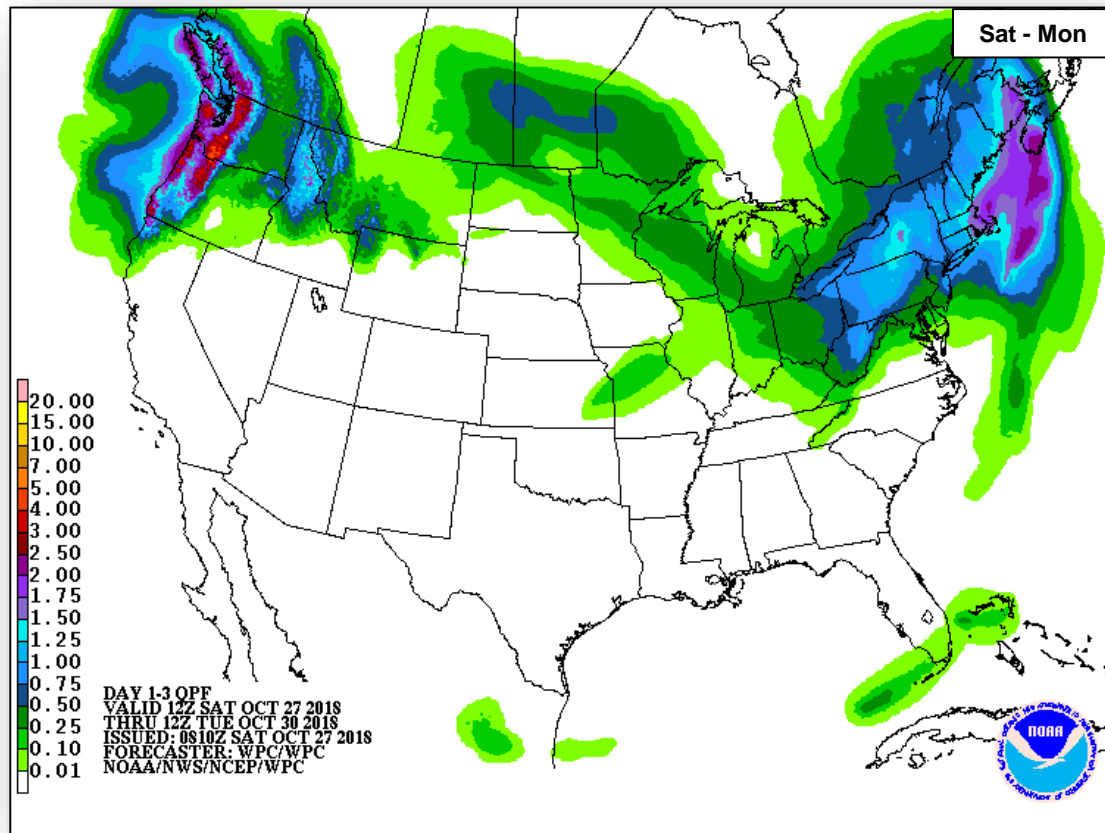 Sat - Mon
20.00
15.00
10.00
7.00
5.00
4.00
3.00
2.50
2.00
1.75
1.50
1.25
1.00
0.75
0.50
0.25
0.10
0.01
DAY 1-3 QPF
VALID 12Z SAT OCT 27 2018
THRU 12Z TUE OCT 30 2018
ISSUED: 0810Z SAT OCT 27 2018
FORECASTER: WPC/WPC
NOAA/NWS/NCEP/WPC
NOAA